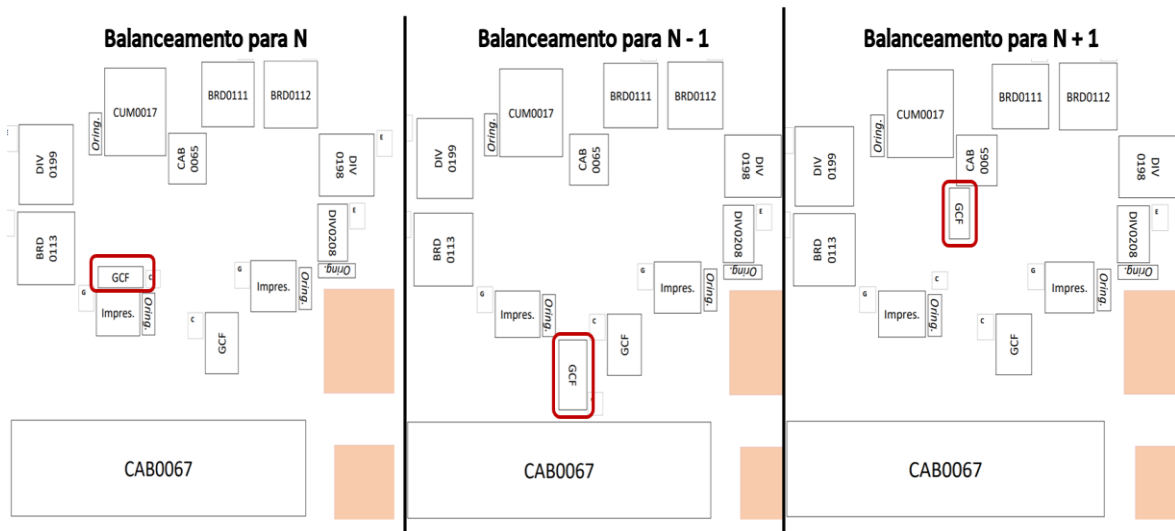 Balanceamento para N
CUM0017
BRD0111
BRD0112
Oring.
CAB
0065
E
DIV
0199
DIV
0198
BRD
0113
E
DIV0208
Oring.
GCF
C
G
Impres.
Oring.
G
Impres.
Oring.
C
GCF
CAB0067
Balanceamento para N - 1
CUM0017
BRD0111
BRD0112
Oring.
CAB
0065
DIV
0199
DIV
0198
BRD
0113
E
DIV0208
Oring.
G
Impres.
Oring.
G
Impres.
Oring.
C
GCF
GCF
CAB0067
Balanceamento para N + 1
CUM0017
BRD0111
BRD0112
Oring.
CAB
0065
DIV
0199
DIV
0198
GCF
BRD
0113
E
DIV0208
Oring.
C
G
Impres.
Oring.
G
Impres.
Oring.
C
GCF
CAB0067